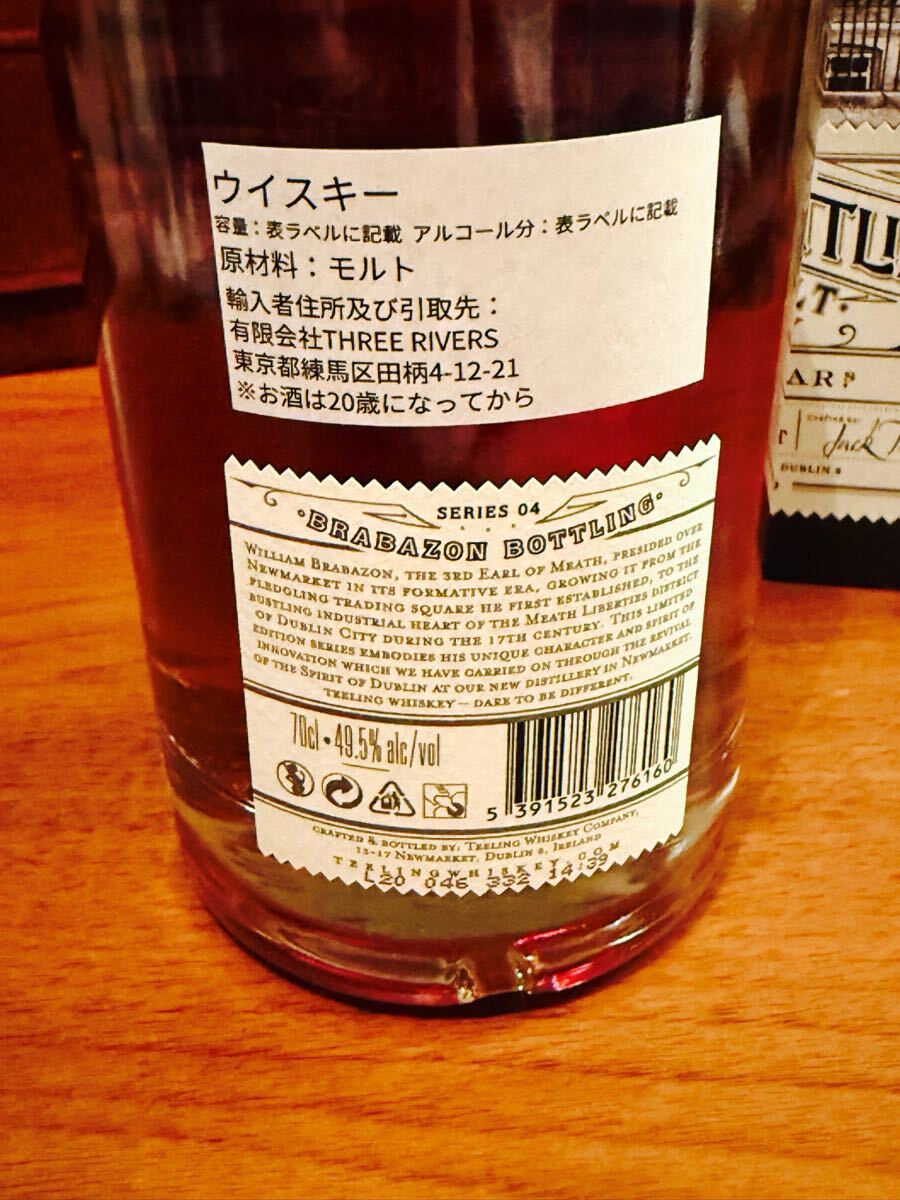 ウイスキー
容量：表ラベルに記載 アルコール分：表ラベルに記載
原材料：モルト
輸入者住所及び引取先：
有限会社THREE RIVERS
東京都練馬区田柄4-12-21
※お酒は20歳になってから
SERIES 04
·BRABAZON BOTTLING·
WILLIAM BRABAZON, THE 3RD EARL OF MEATH, PRESIDED OVER
NEWMARKET IN ITS FORMATIVE ERA, GROWING IT FROM THE
FLEDGLING TRADING SQUARE HE FIRST ESTABLISHED, TO THE
BUSTLING INDUSTRIAL HEART OF THE MEATH LIBERTIES DISTRICT
OF DUBLIN CITY DURING THE 17TH CENTURY. THIS LIMITED
EDITION SERIES EMBODIES HIS UNIQUE CHARACTER AND SPIRIT OF
INNOVATION WHICH WE HAVE CARRIED ON THROUGH THE REVIVAL
OF THE SPIRIT OF DUBLIN AT OUR NEW DISTILLERY IN NEWMARKET.
TEELING WHISKEY — DARE TO BE DIFFERENT.
70cl • 49.5% alc/vol
5 391523 276160
CRAFTED & BOTTLED BY: TEELING WHISKEY COMPANY,
13-17 NEWMARKET, DUBLIN 8, IRELAND
TEELINGWHISKEY.COM
L20 046 332 14:39
TLI
LT.
ARS
Jack T
DUBLIN 8